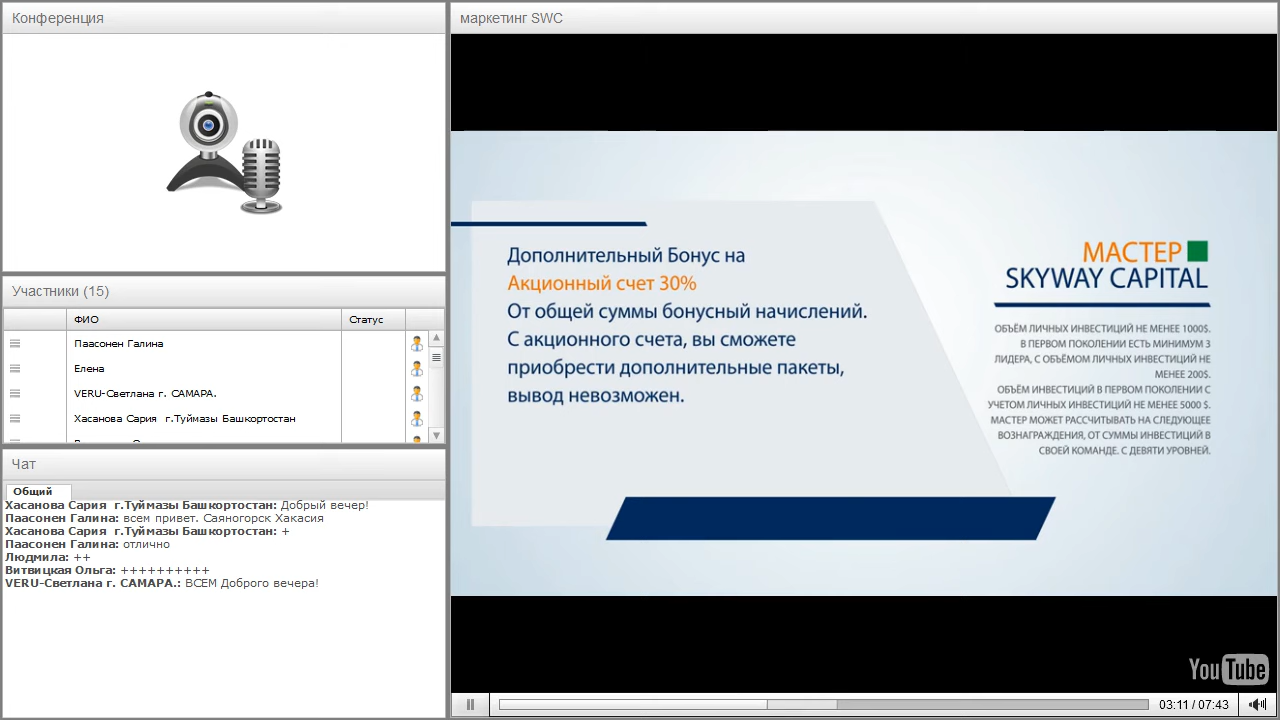 Конференция
Участники (15)
ФИО
Статус
Паасонен Галина
Елена
VERU-Светлана г. САМАРА.
Хасанова Сария г.Туймазы Башкортостан
Чат
Общий
Хасанова Сария г.Туймазы Башкортостан: Добрый вечер!
Паасонен Галина: всем привет. Саяногорск Хакасия
Хасанова Сария г.Туймазы Башкортостан: +
Паасонен Галина: отлично
Людмила: ++
Витвицкая Ольга: ++++++++++
VERU-Светлана г. САМАРА.: ВСЕМ Доброго вечера!
маркетинг SWC
Дополнительный Бонус на
Акционный счет 30%
От общей суммы бонусный начислений.
С акционного счета, вы сможете
приобрести дополнительные пакеты,
вывод невозможен.
МАСТЕР
SKYWAY CAPITAL
ОБЪЁМ ЛИЧНЫХ ИНВЕСТИЦИЙ НЕ МЕНЕЕ 1000$.
В ПЕРВОМ ПОКОЛЕНИИ ЕСТЬ МИНИМУМ 3
ЛИДЕРА, С ОБЪЁМОМ ЛИЧНЫХ ИНВЕСТИЦИЙ НЕ
МЕНЕЕ 200$.
ОБЪЁМ ИНВЕСТИЦИЙ В ПЕРВОМ ПОКОЛЕНИИ С
УЧЕТОМ ЛИЧНЫХ ИНВЕСТИЦИЙ НЕ МЕНЕЕ 5000 $.
МАСТЕР МОЖЕТ РАССЧИТЫВАТЬ НА СЛЕДУЮЩЕЕ
ВОЗНАГРАЖДЕНИЯ, ОТ СУММЫ ИНВЕСТИЦИЙ В
СВОЕЙ КОМАНДЕ. С ДЕВЯТИ УРОВНЕЙ.
YouTube
03:11 / 07:43